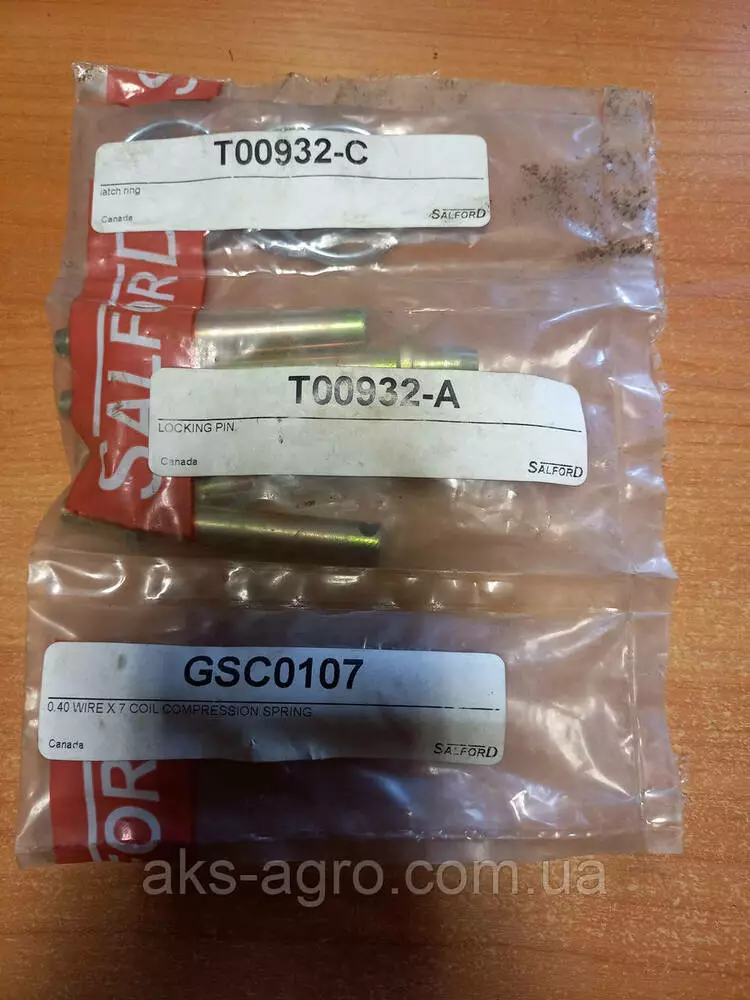 S
T00932-C
latch ring
Canada
SALFORD
SALFORD
T00932-A
LOCKING PIN
Canada
SALFORD
GSC0107
0.40 WIRE X 7 COIL COMPRESSION SPRING
Canada
SALFORD
FOR
aks-agro.com.ua